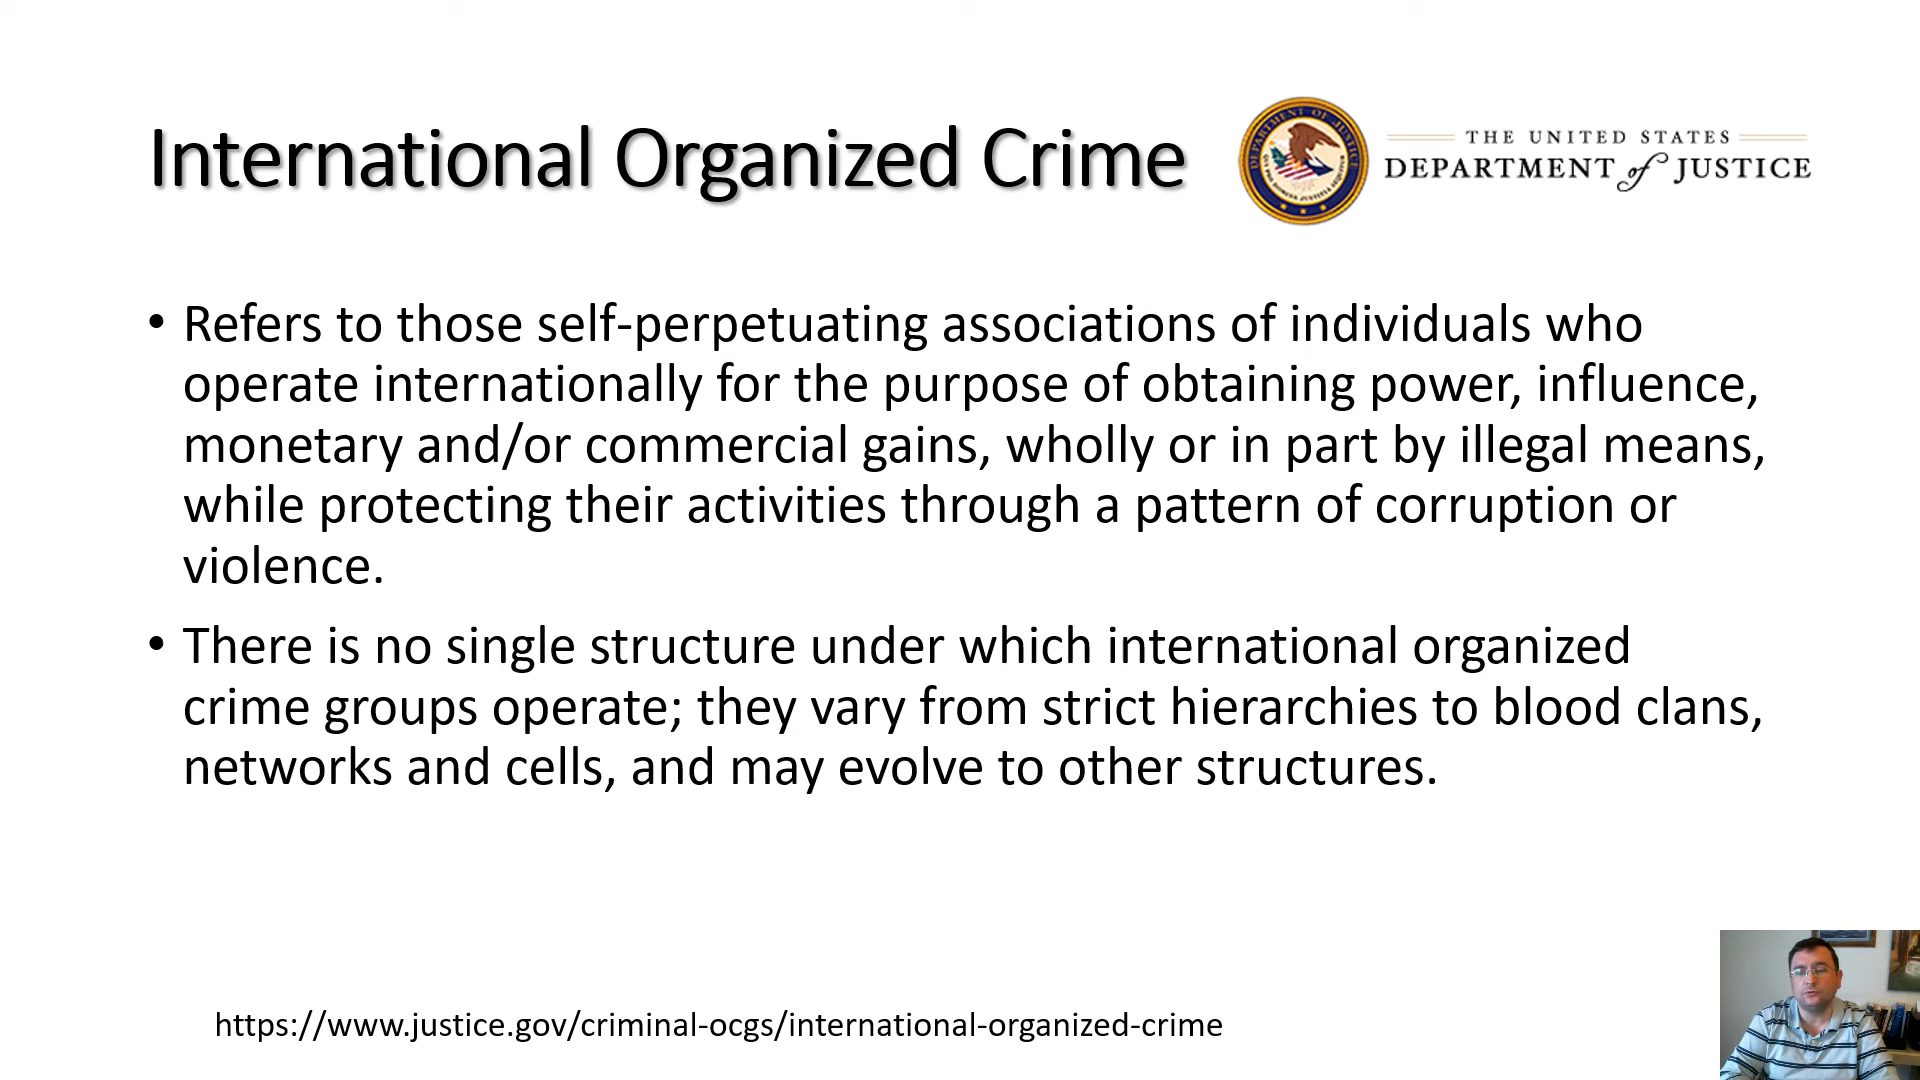 International Organized Crime
THE UNITED STATES
DEPARTMENT of JUSTICE
• Refers to those self-perpetuating associations of individuals who
operate internationally for the purpose of obtaining power, influence,
monetary and/or commercial gains, wholly or in part by illegal means,
while protecting their activities through a pattern of corruption or
violence.
• There is no single structure under which international organized
crime groups operate; they vary from strict hierarchies to blood clans,
networks and cells, and may evolve to other structures.
https://www.justice.gov/criminal-ocgs/international-organized-crime